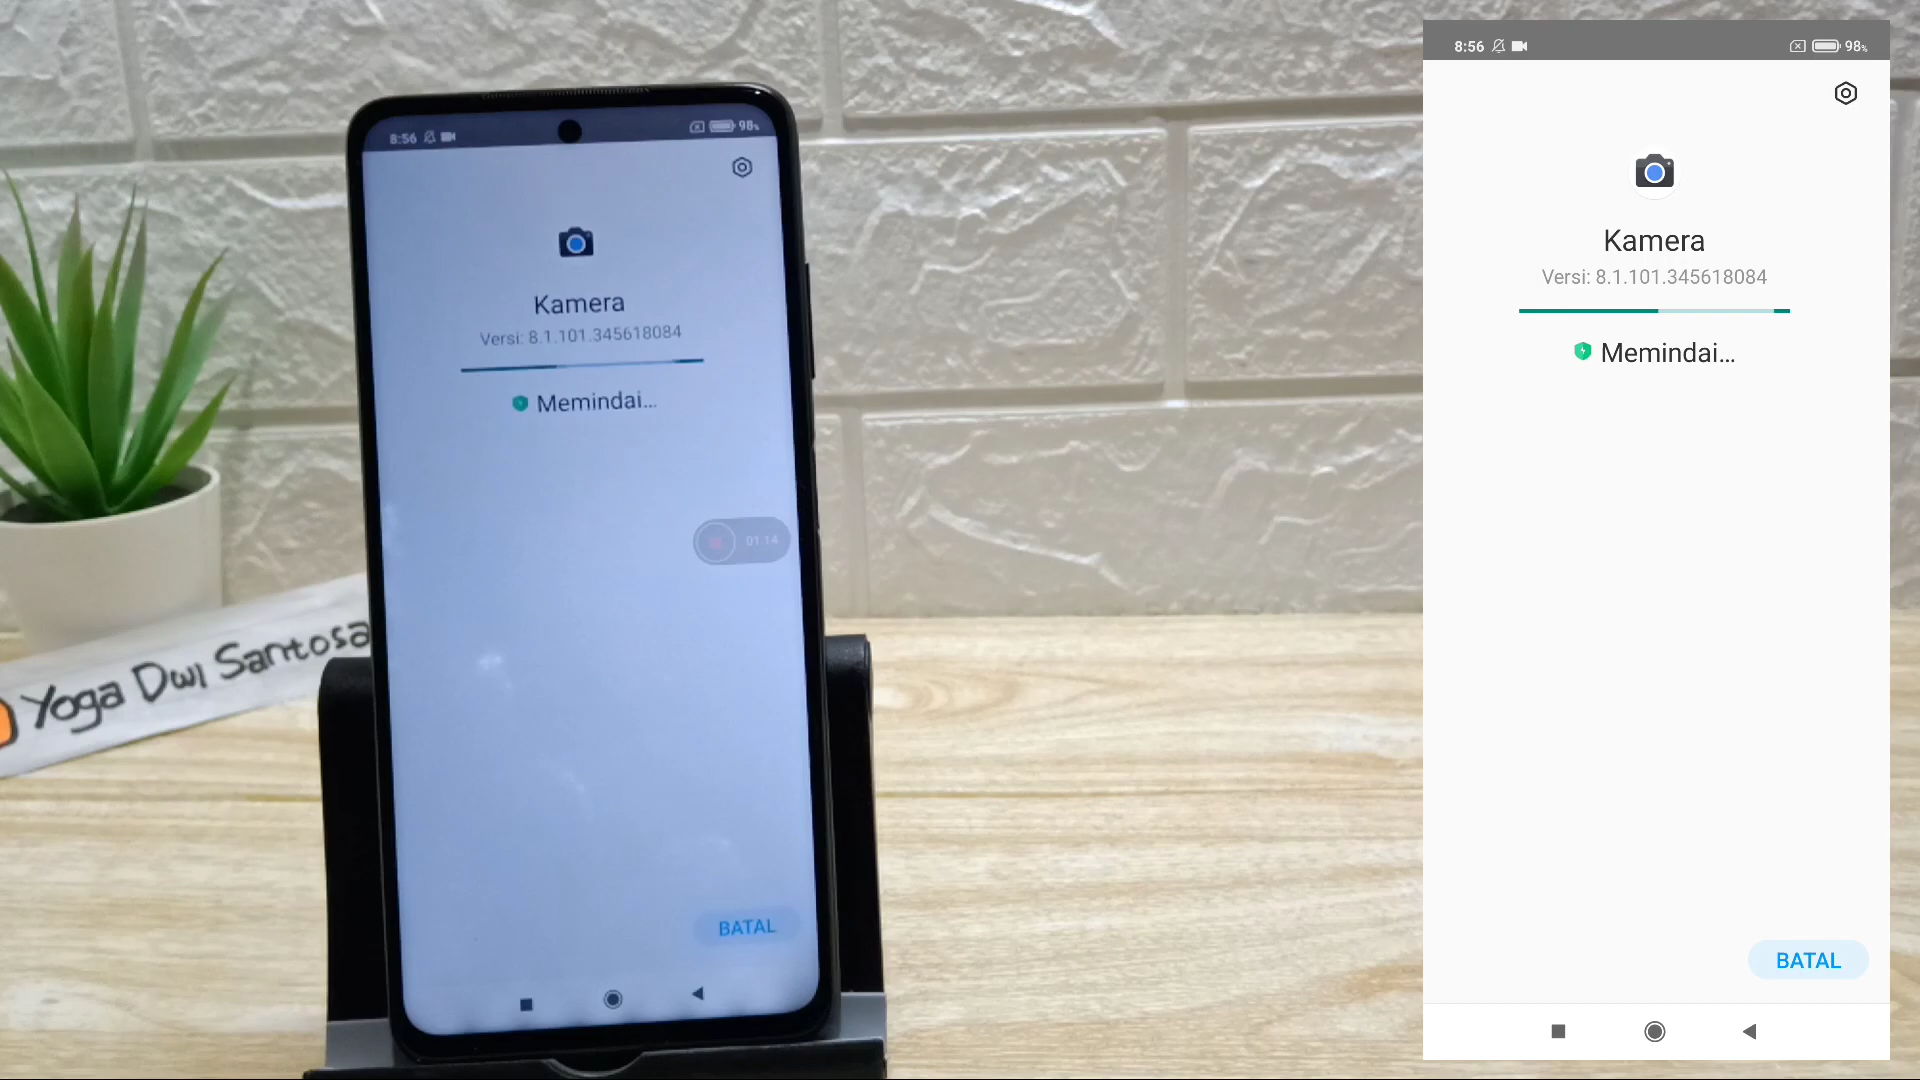 8:56 98%
Kamera
Versi: 8.1.101.345618084
Memindai...
01:14
BATAL
Yoga Dwi Santosa
8:56 98%
Kamera
Versi: 8.1.101.345618084
Memindai...
BATAL